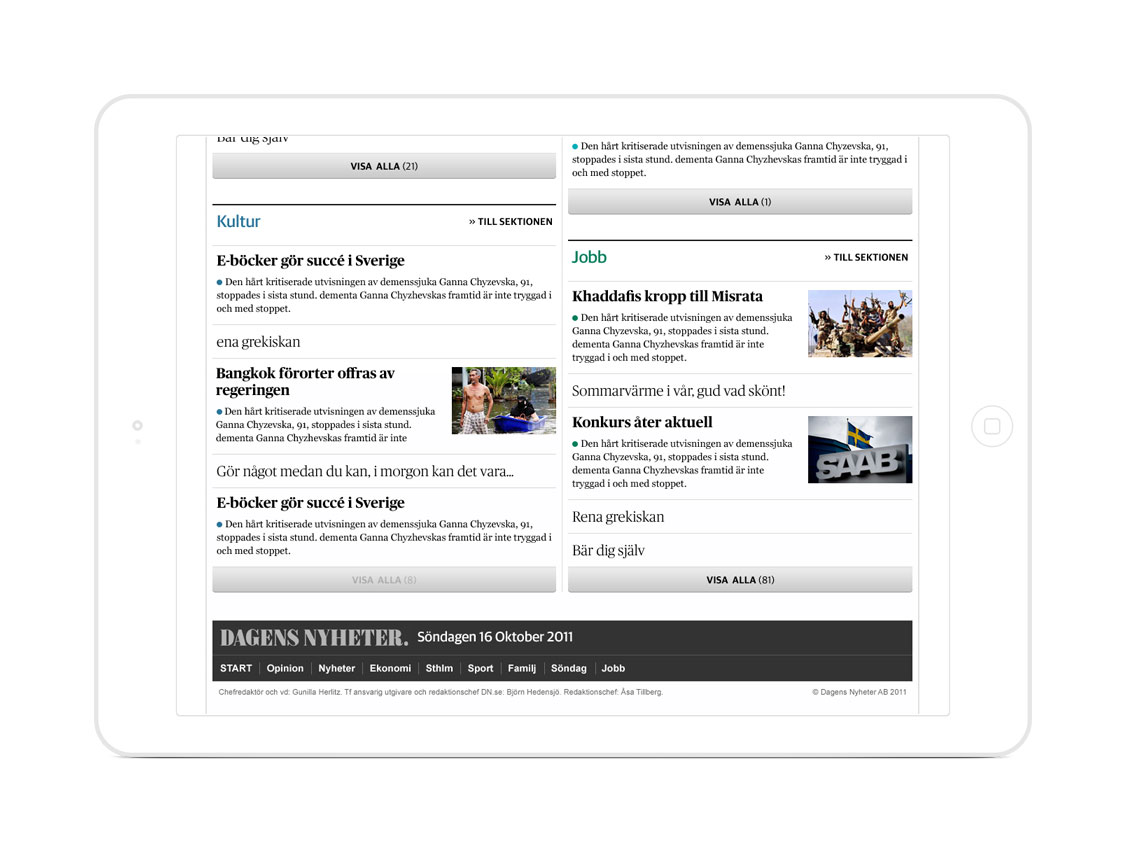 Bär dig själv
VISA ALLA (21)
Kultur
» TILL SEKTIONEN
E-böcker gör succé i Sverige
Den hårt kritiserade utvisningen av demenssjuka Ganna Chyzevska, 91,
stoppades i sista stund. dementa Ganna Chyzhevskas framtid är inte tryggad i
och med stoppet.
ena grekiskan
Bangkok förorter offras av
regeringen
Den hårt kritiserade utvisningen av demenssjuka
Ganna Chyzevska, 91, stoppades i sista stund.
dementa Ganna Chyzhevskas framtid är inte
Gör något medan du kan, i morgon kan det vara...
E-böcker gör succé i Sverige
Den hårt kritiserade utvisningen av demenssjuka Ganna Chyzevska, 91,
stoppades i sista stund. dementa Ganna Chyzhevskas framtid är inte tryggad i
och med stoppet.
VISA ALLA (8)
Den hårt kritiserade utvisningen av demenssjuka Ganna Chyzevska, 91,
stoppades i sista stund. dementa Ganna Chyzhevskas framtid är inte tryggad i
och med stoppet.
VISA ALLA (1)
Jobb
» TILL SEKTIONEN
Khaddafis kropp till Misrata
Den hårt kritiserade utvisningen av demenssjuka
Ganna Chyzevska, 91, stoppades i sista stund.
dementa Ganna Chyzhevskas framtid är inte
tryggad i och med stoppet.
Sommarvärme i vår, gud vad skönt!
Konkurs åter aktuell
Den hårt kritiserade utvisningen av demenssjuka
Ganna Chyzevska, 91, stoppades i sista stund.
dementa Ganna Chyzhevskas framtid är inte
tryggad i och med stoppet.
SAAB
Rena grekiskan
Bär dig själv
VISA ALLA (81)
DAGENS NYHETER. Söndagen 16 Oktober 2011
START Opinion Nyheter Ekonomi Sthlm Sport Familj Söndag Jobb
Chefredaktör och vd: Gunilla Herlitz. Tf ansvarig utgivare och redaktionschef DN.se: Björn Hedensjö. Redaktionschef: Åsa Tillberg.
© Dagens Nyheter AB 2011